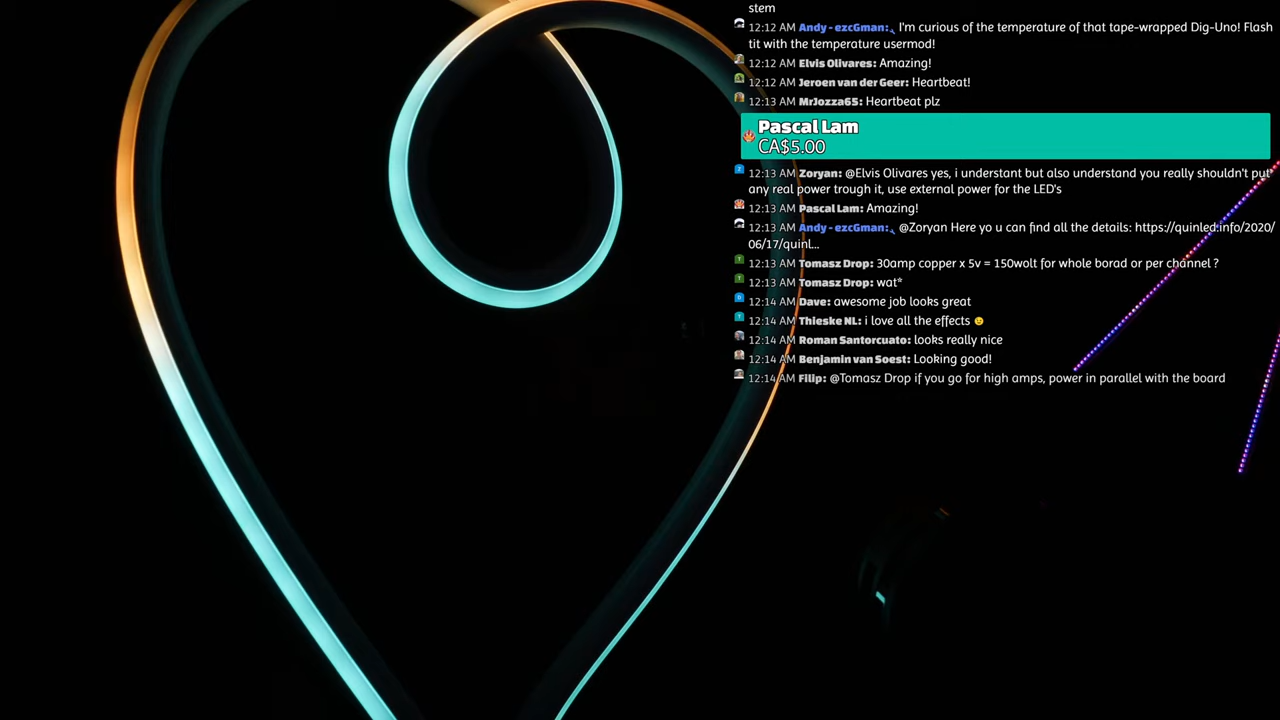 stem
12:12 AM Andy - ezcGman: I'm curious of the temperature of that tape-wrapped Dig-Uno! Flash
tit with the temperature usermod!
12:12 AM Elvis Olivares: Amazing!
12:12 AM Jeroen van der Geer: Heartbeat!
12:13 AM MrJozza65: Heartbeat plz
Pascal Lam
CA$5.00
12:13 AM Zoryan: @Elvis Olivares yes, i understant but also understand you really shouldn't put
any real power trough it, use external power for the LED's
12:13 AM Pascal Lam: Amazing!
12:13 AM Andy - ezcGman: @Zoryan Here yo u can find all the details: https://quinled.info/2020/
06/17/quinl...
12:13 AM Tomasz Drop: 30amp copper x 5v = 150wolt for whole borad or per channel ?
12:13 AM Tomasz Drop: wat*
12:14 AM Dave: awesome job looks great
12:14 AM Thieske NL: i love all the effects 😉
12:14 AM Roman Santorcuato: looks really nice
12:14 AM Benjamin van Soest: Looking good!
12:14 AM Filip: @Tomasz Drop if you go for high amps, power in parallel with the board